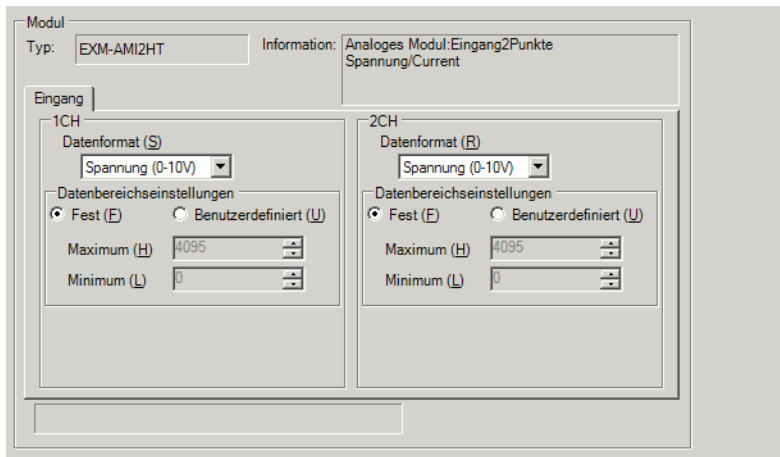 Modul
Typ: EXM-AMI2HT Information: Analoges Modul:Eingang2Punkte
Spannung/Current
Eingang
1CH
Datenformat (S)
Spannung (0-10V)
Datenbereichseinstellungen
Fest (F) Benutzerdefiniert (U)
Maximum (H) 4095
Minimum (L) 0
2CH
Datenformat (R)
Spannung (0-10V)
Datenbereichseinstellungen
Fest (F) Benutzerdefiniert (U)
Maximum (H) 4095
Minimum (L) 0